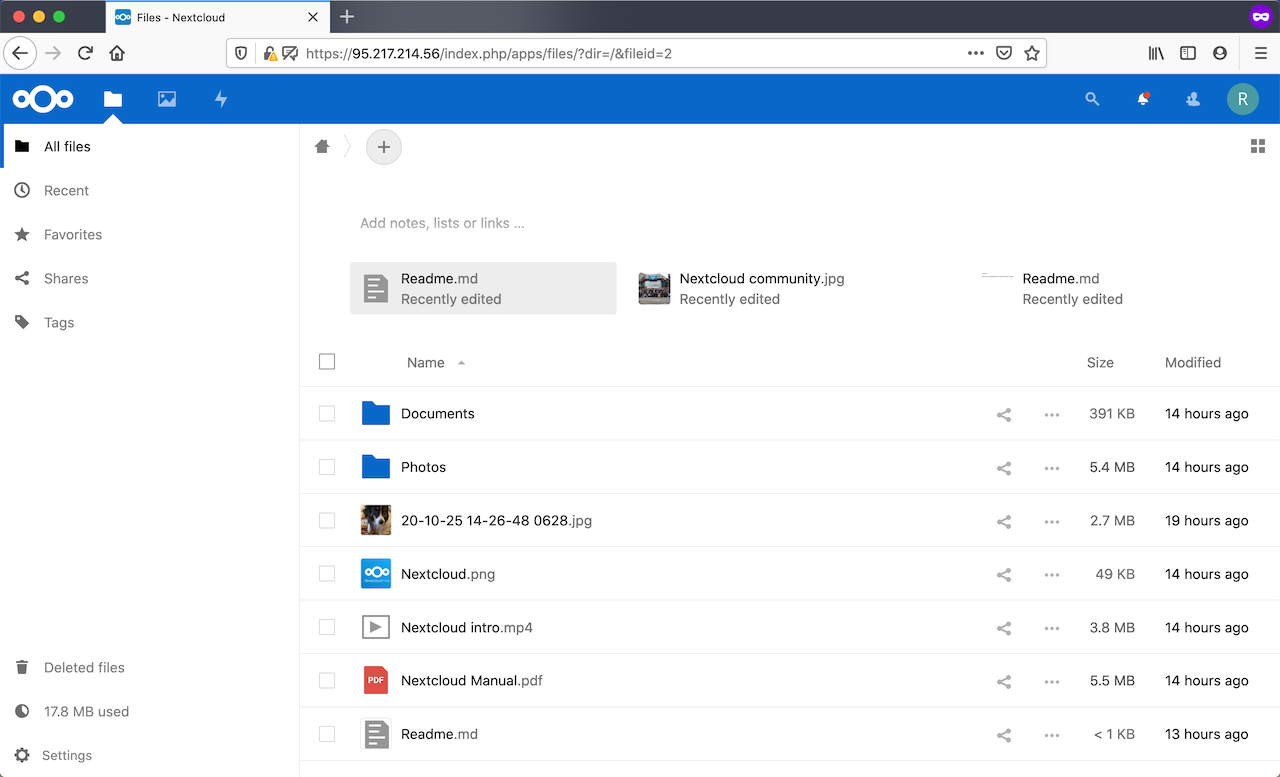 Files - Nextcloud
https://95.217.214.56/index.php/apps/files/?dir=/&fileid=2
R
All files
Recent
Favorites
Shares
Tags
Deleted files
17.8 MB used
Settings
Add notes, lists or links ...
Readme.md
Recently edited
Nextcloud community.jpg
Recently edited
Readme.md
Recently edited
Name Size Modified
Documents 391 KB 14 hours ago
Photos 5.4 MB 14 hours ago
20-10-25 14-26-48 0628.jpg 2.7 MB 19 hours ago
Nextcloud.png 49 KB 14 hours ago
Nextcloud intro.mp4 3.8 MB 14 hours ago
PDF Nextcloud Manual.pdf 5.5 MB 14 hours ago
Readme.md < 1 KB 13 hours ago